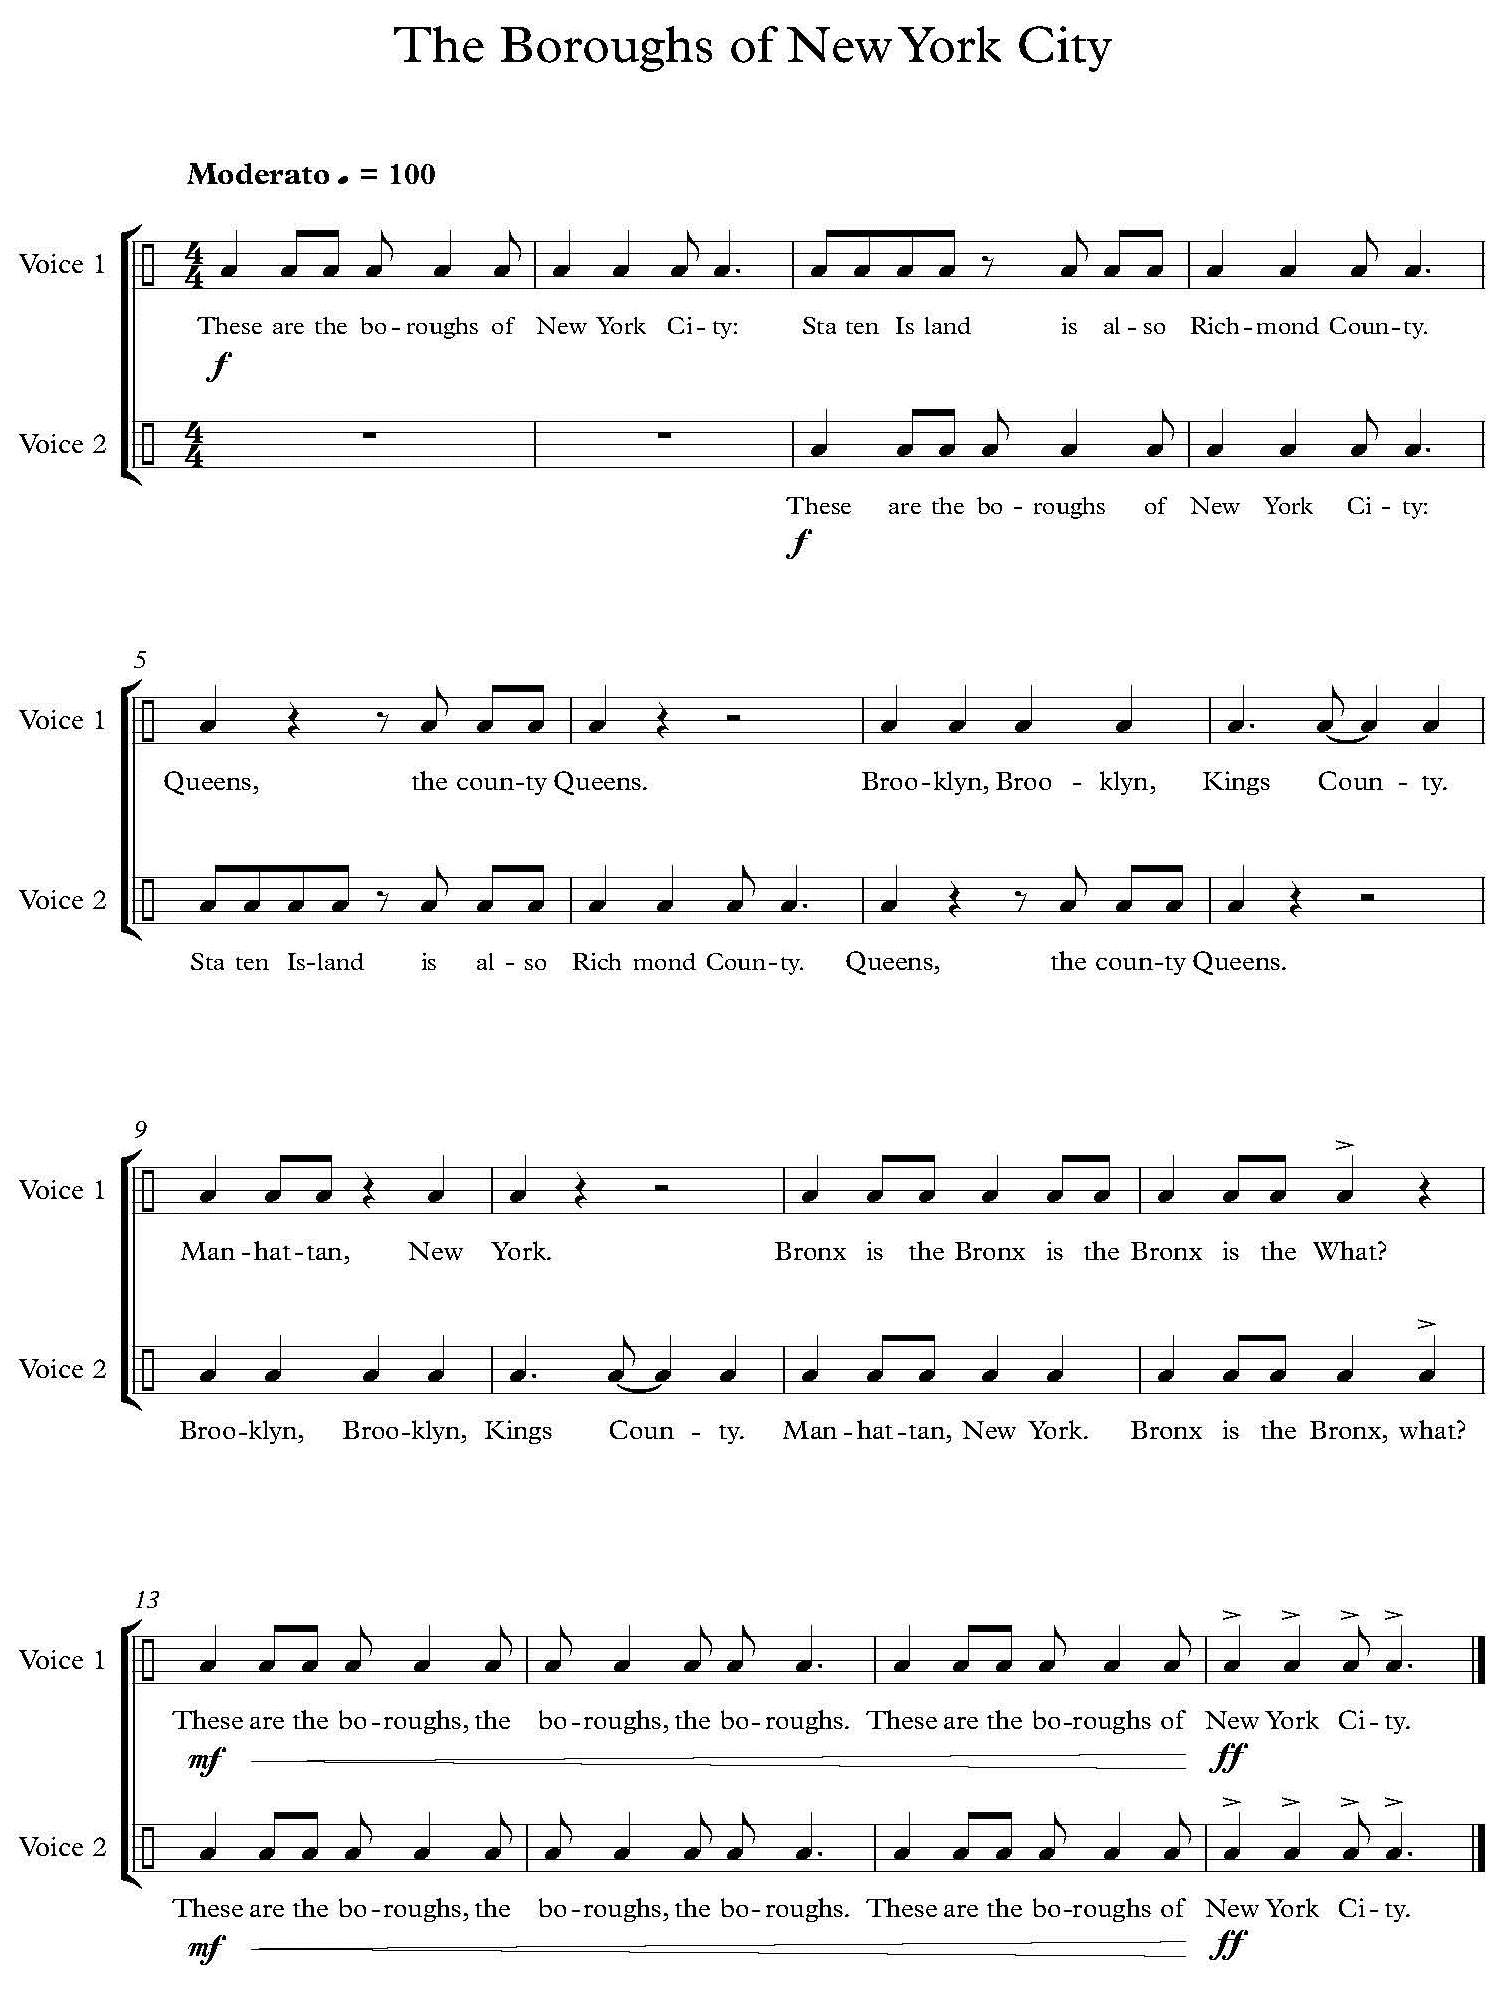 The Boroughs of New York City
Moderato = 100
Voice 1
4
4
These are the bo-roughs of New York Ci-ty: Sta ten Is land is al-so Rich-mond Coun-ty.
f
Voice 2
4
4
These are the bo-roughs of New York Ci-ty:
f
5
Voice 1
Queens, the coun-ty Queens. Broo-klyn, Broo-klyn, Kings Coun-ty.
Voice 2
Sta ten Is-land is al-so Rich mond Coun-ty. Queens, the coun-ty Queens.
9
Voice 1
Man-hat-tan, New York. Bronx is the Bronx is the Bronx is the What?
Voice 2
Broo-klyn, Broo-klyn, Kings Coun-ty. Man-hat-tan, New York. Bronx is the Bronx, what?
13
Voice 1
These are the bo-roughs, the bo-roughs, the bo-roughs. These are the bo-roughs of New York Ci-ty.
mf ff
Voice 2
These are the bo-roughs, the bo-roughs, the bo-roughs. These are the bo-roughs of New York Ci-ty.
mf ff